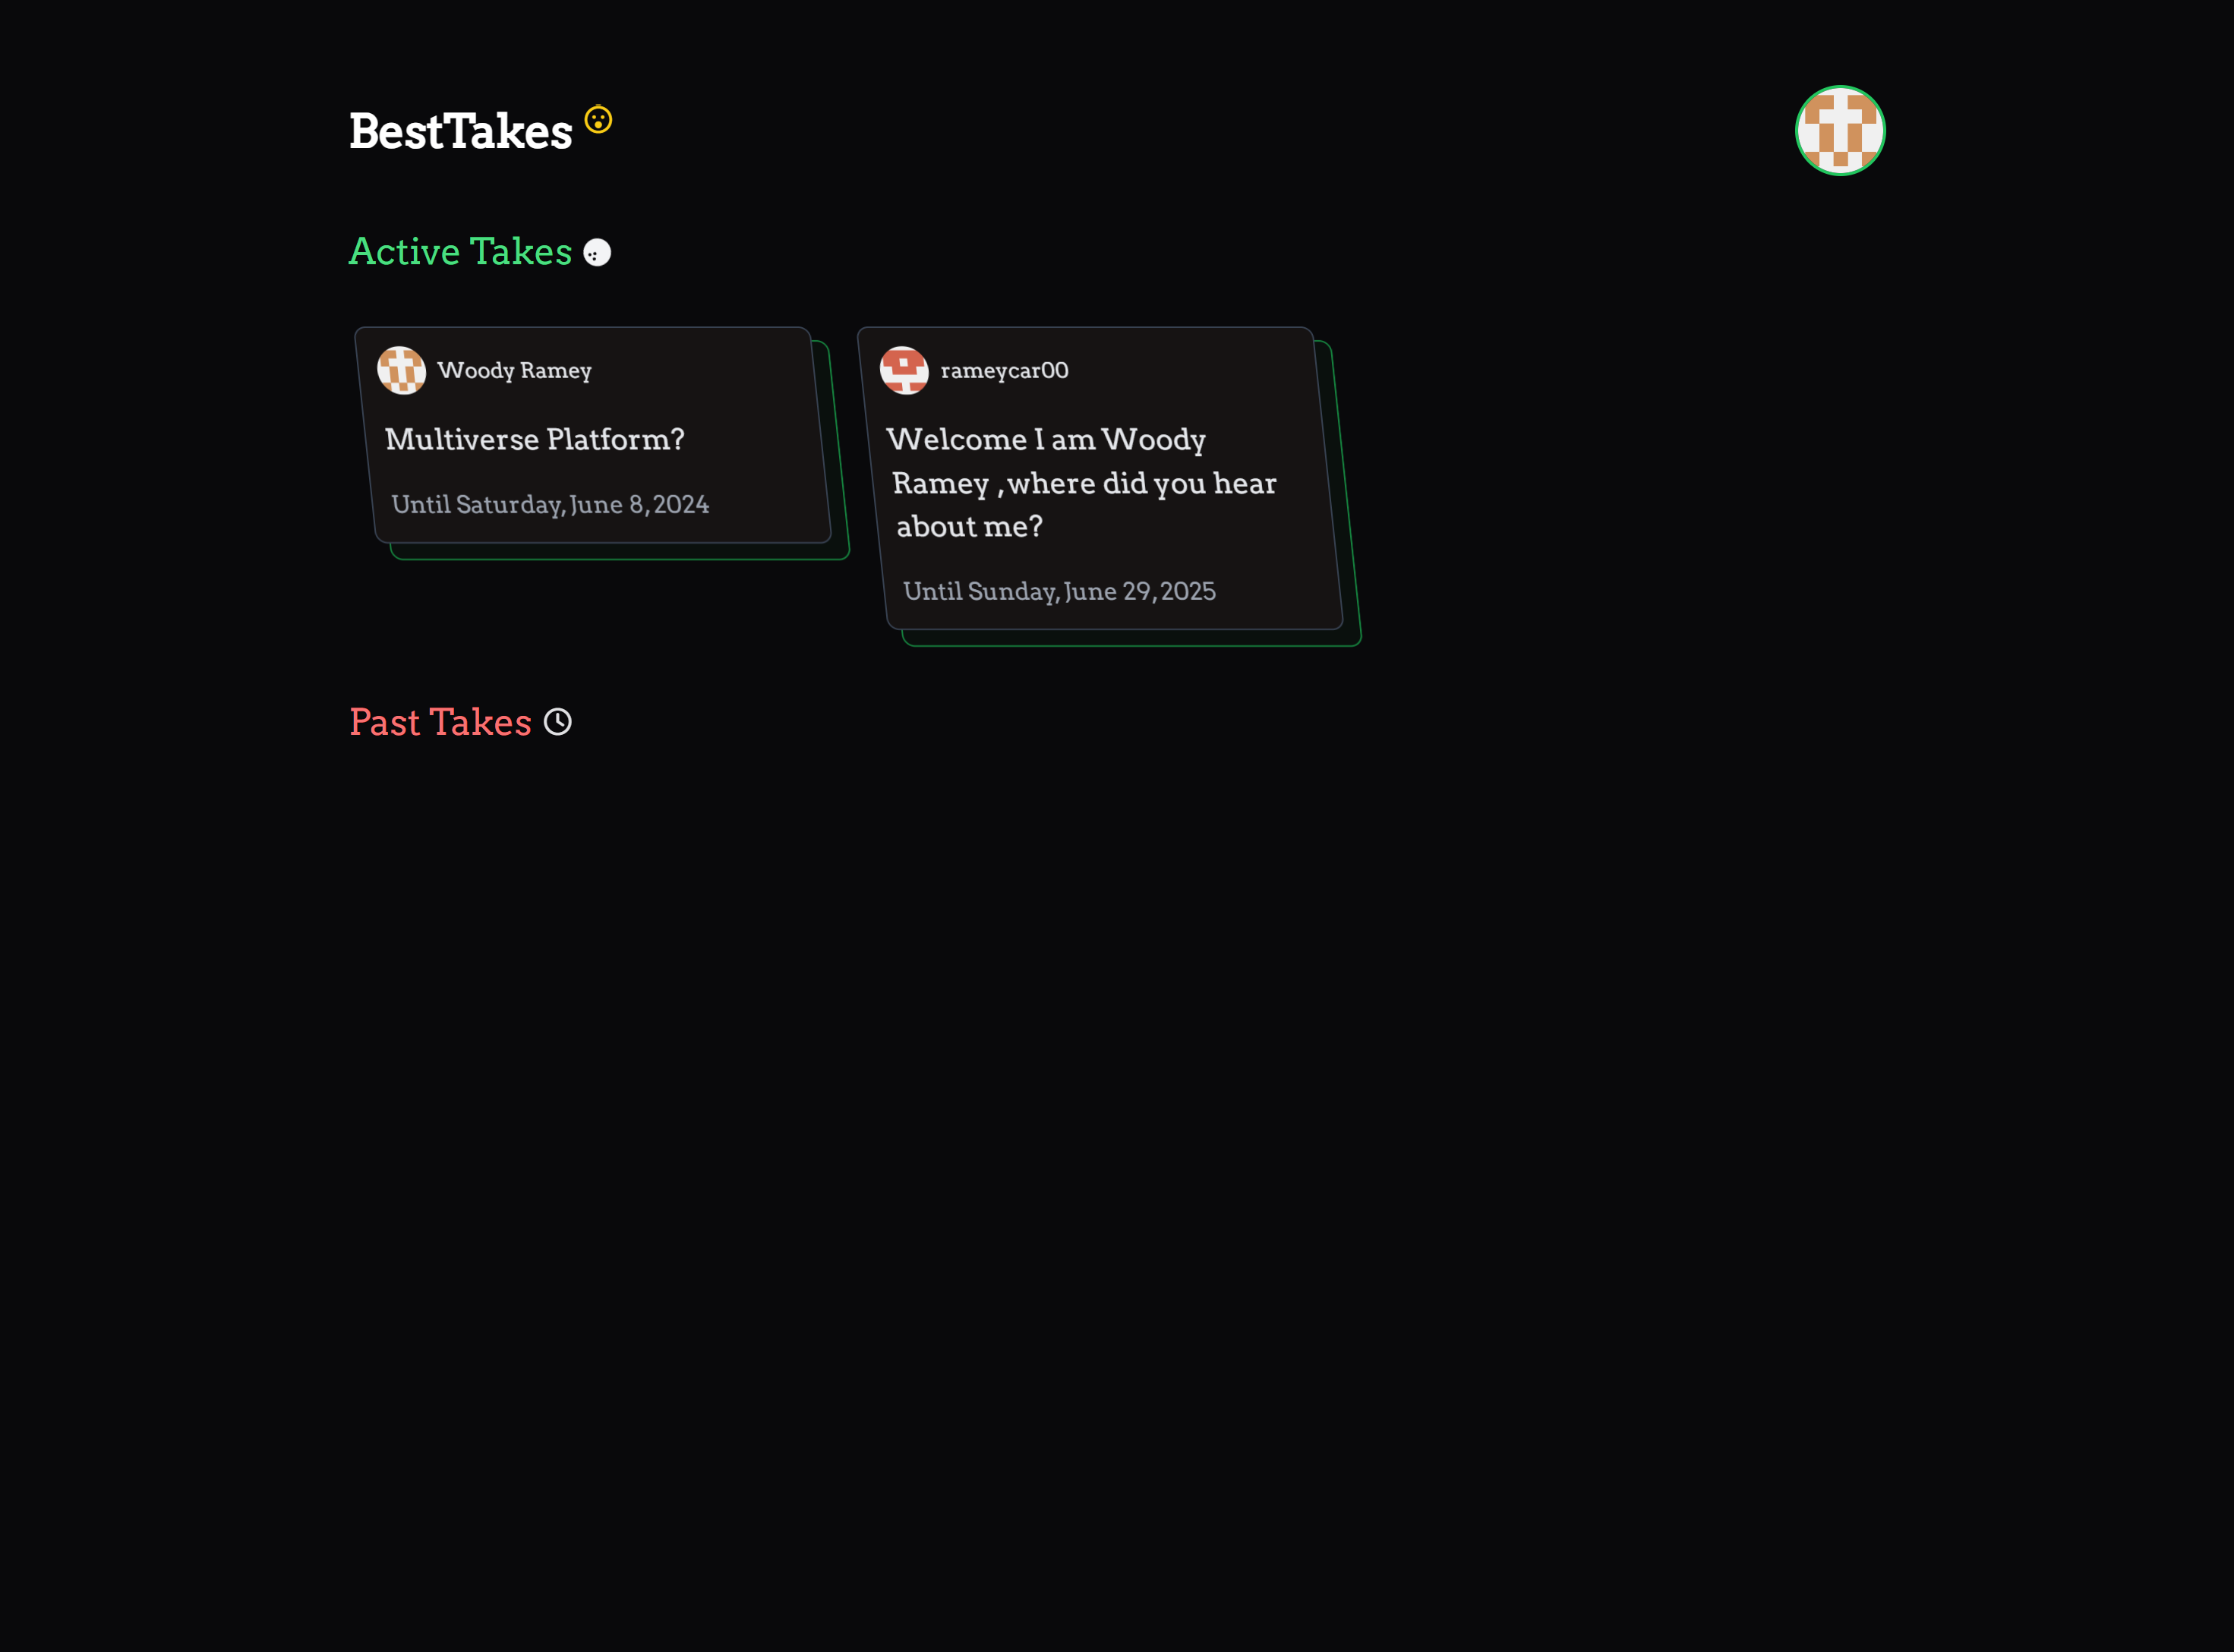 BestTakes
Active Takes
Woody Ramey
Multiverse Platform?
Until Saturday, June 8, 2024
rameycar00
Welcome I am Woody
Ramey ,where did you hear
about me?
Until Sunday, June 29, 2025
Past Takes